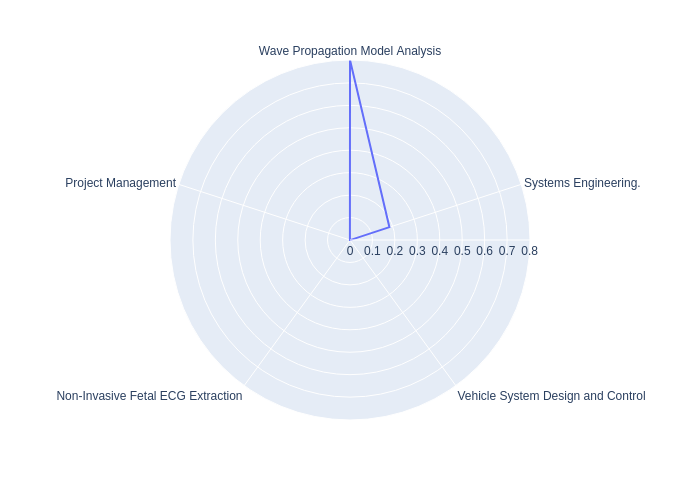 Wave Propagation Model Analysis
Project Management
Systems Engineering.
0 0.1 0.2 0.3 0.4 0.5 0.6 0.7 0.8
Non-Invasive Fetal ECG Extraction
Vehicle System Design and Control